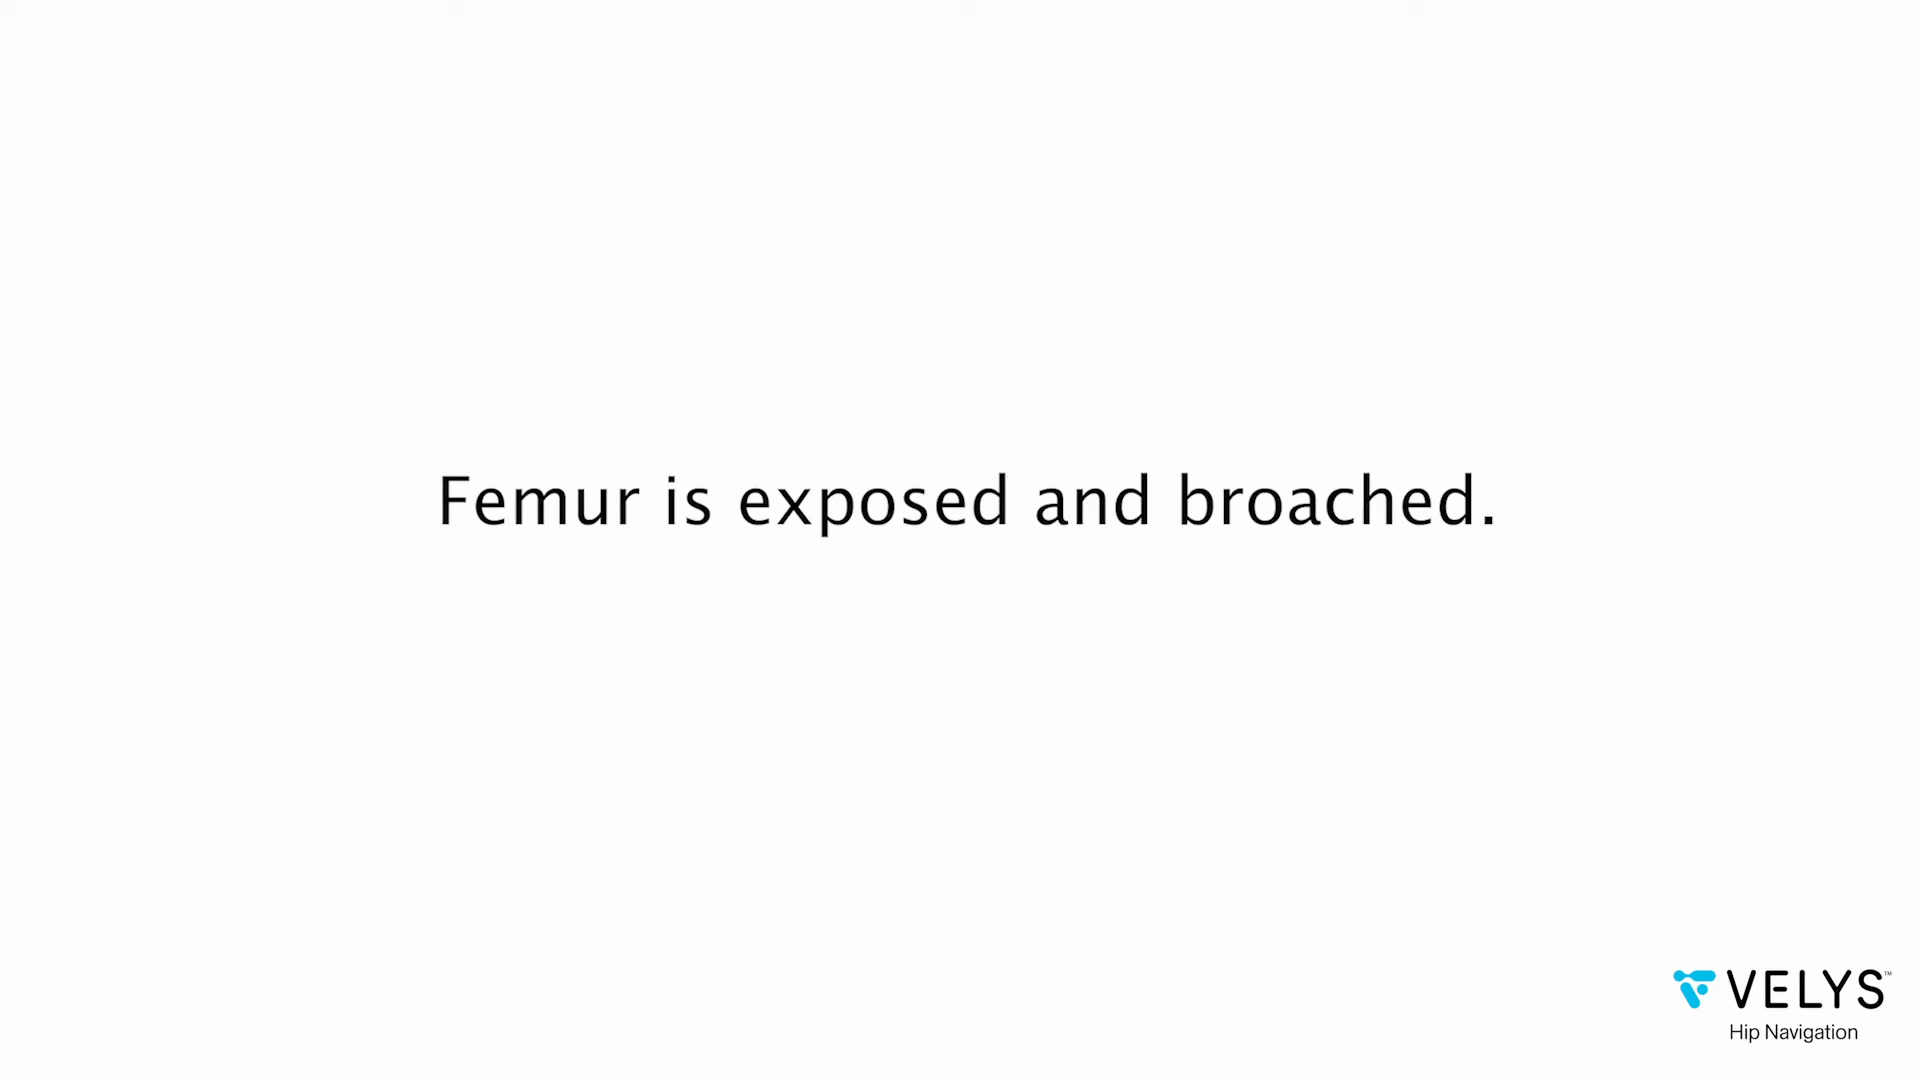 Femur is exposed and broached.
VELYS™
Hip Navigation